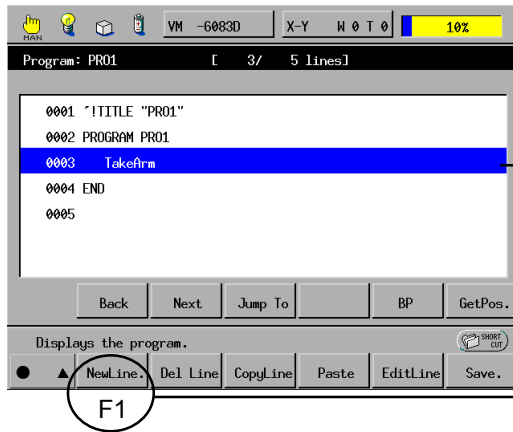 MAN VM -6083D X-Y W 0 T 0 10%
Program: PRO1 [ 3/ 5 lines]
0001 ´!TITLE "PRO1"
0002 PROGRAM PRO1
0003 TakeArm
0004 END
0005
Back Next Jump To BP GetPos.
Displays the program. SHORT CUT
NewLine. Del Line CopyLine Paste EditLine Save.
F1